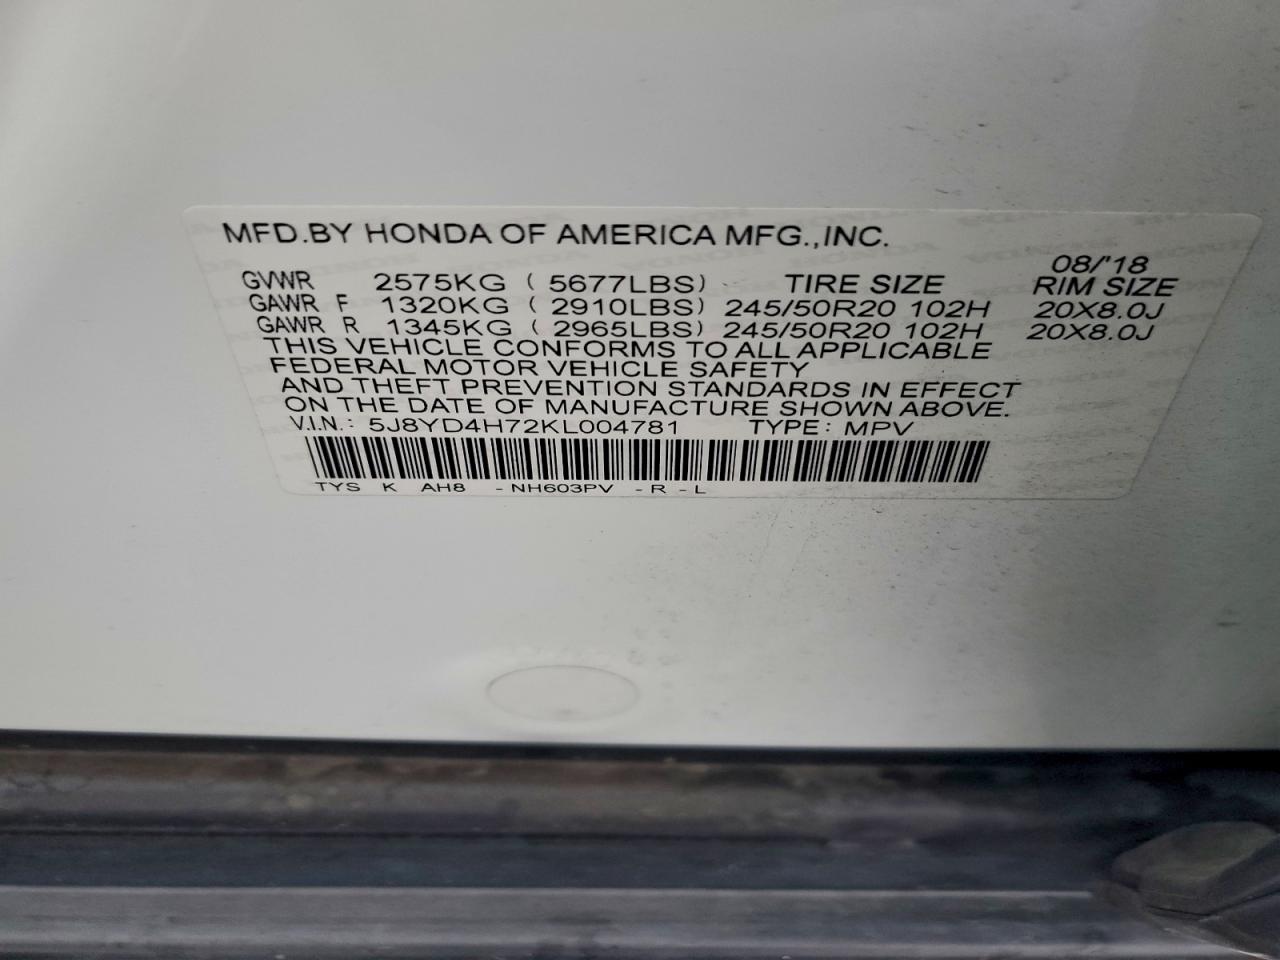 MFD.BY HONDA OF AMERICA MFG.,INC.
08/'18
GVWR 2575KG ( 5677LBS) TIRE SIZE RIM SIZE
GAWR F 1320KG ( 2910LBS) 245/50R20 102H 20X8.0J
GAWR R 1345KG ( 2965LBS) 245/50R20 102H 20X8.0J
THIS VEHICLE CONFORMS TO ALL APPLICABLE
FEDERAL MOTOR VEHICLE SAFETY
AND THEFT PREVENTION STANDARDS IN EFFECT
ON THE DATE OF MANUFACTURE SHOWN ABOVE.
V.I.N.: 5J8YD4H72KL004781 TYPE: MPV
TYS K AH8 - NH603PV - R - L